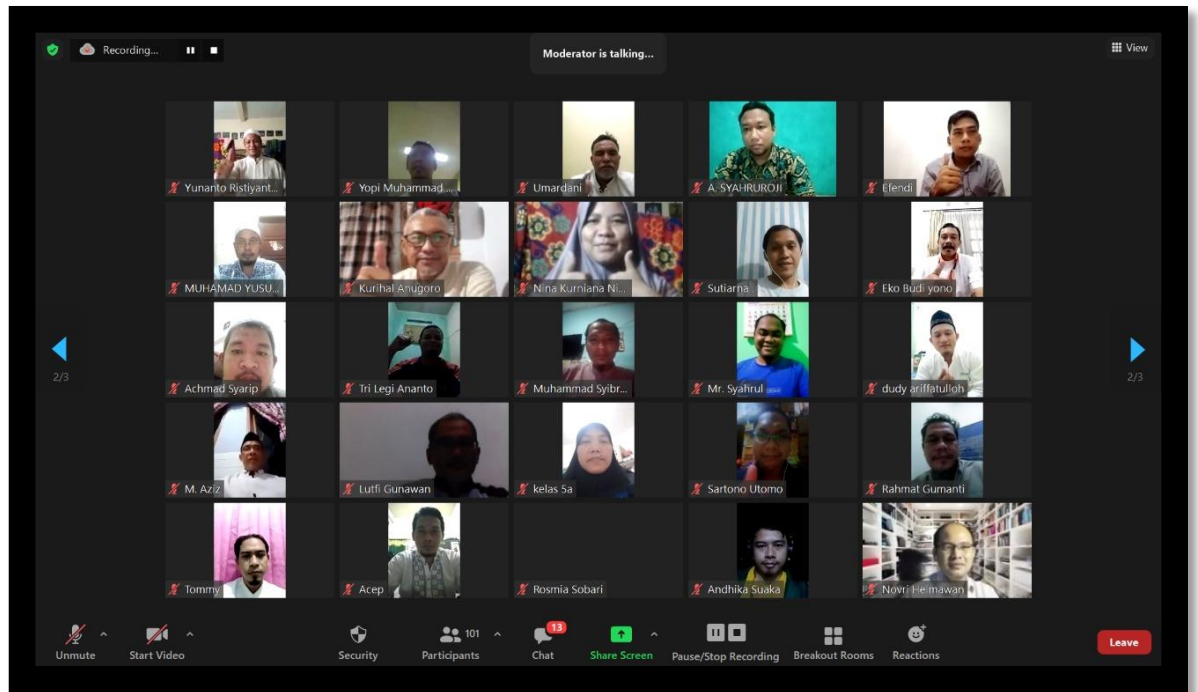 Recording...
Moderator is talking...
View
Yunanto Ristiyant...
Yopi Muhammad ...
Umardani
A. SYAHRUROJI
Efendi
MUHAMAD YUSU...
Kurihal Anugoro
Nina Kurniana Ni...
Sutiarna
Eko Budi yono
2/3
2/3
Achmad Syarip
Tri Legi Ananto
Muhammad Syibr...
Mr. Syahrul
dudy ariffatulloh
M. Aziz
Lutfi Gunawan
kelas 5a
Sartono Utomo
Rahmat Gumanti
Tommy
Acep
Rosmia Sobari
Andhika Suaka
Novri Helmawan
Unmute
Start Video
Security
101
Participants
13
Chat
Share Screen
Pause/Stop Recording
Breakout Rooms
Reactions
Leave